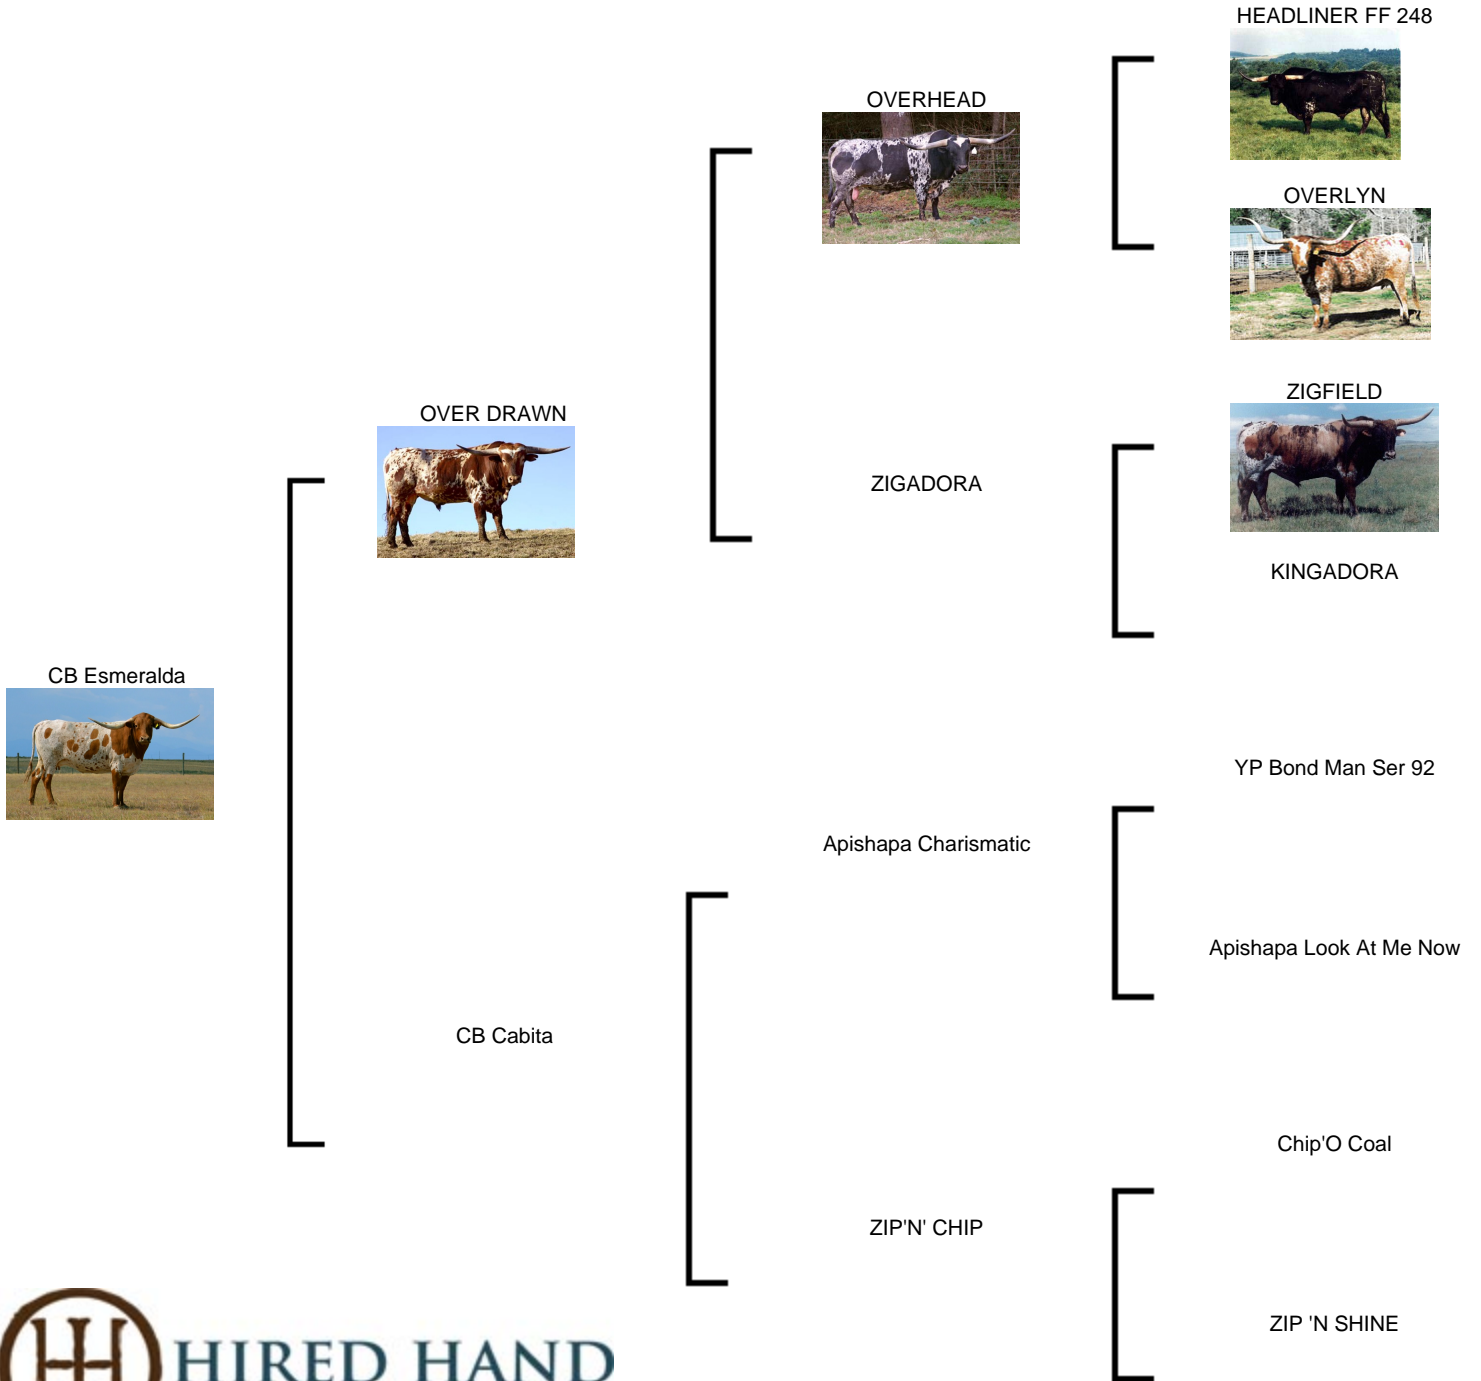 HEADLINER FF 248
OVERHEAD
OVERLYN
ZIGFIELD
OVER DRAWN
ZIGADORA
KINGADORA
CB Esmeralda
YP Bond Man Ser 92
Apishapa Charismatic
Apishapa Look At Me Now
CB Cabita
Chip'O Coal
ZIP'N' CHIP
ZIP 'N SHINE
HIRED HAND